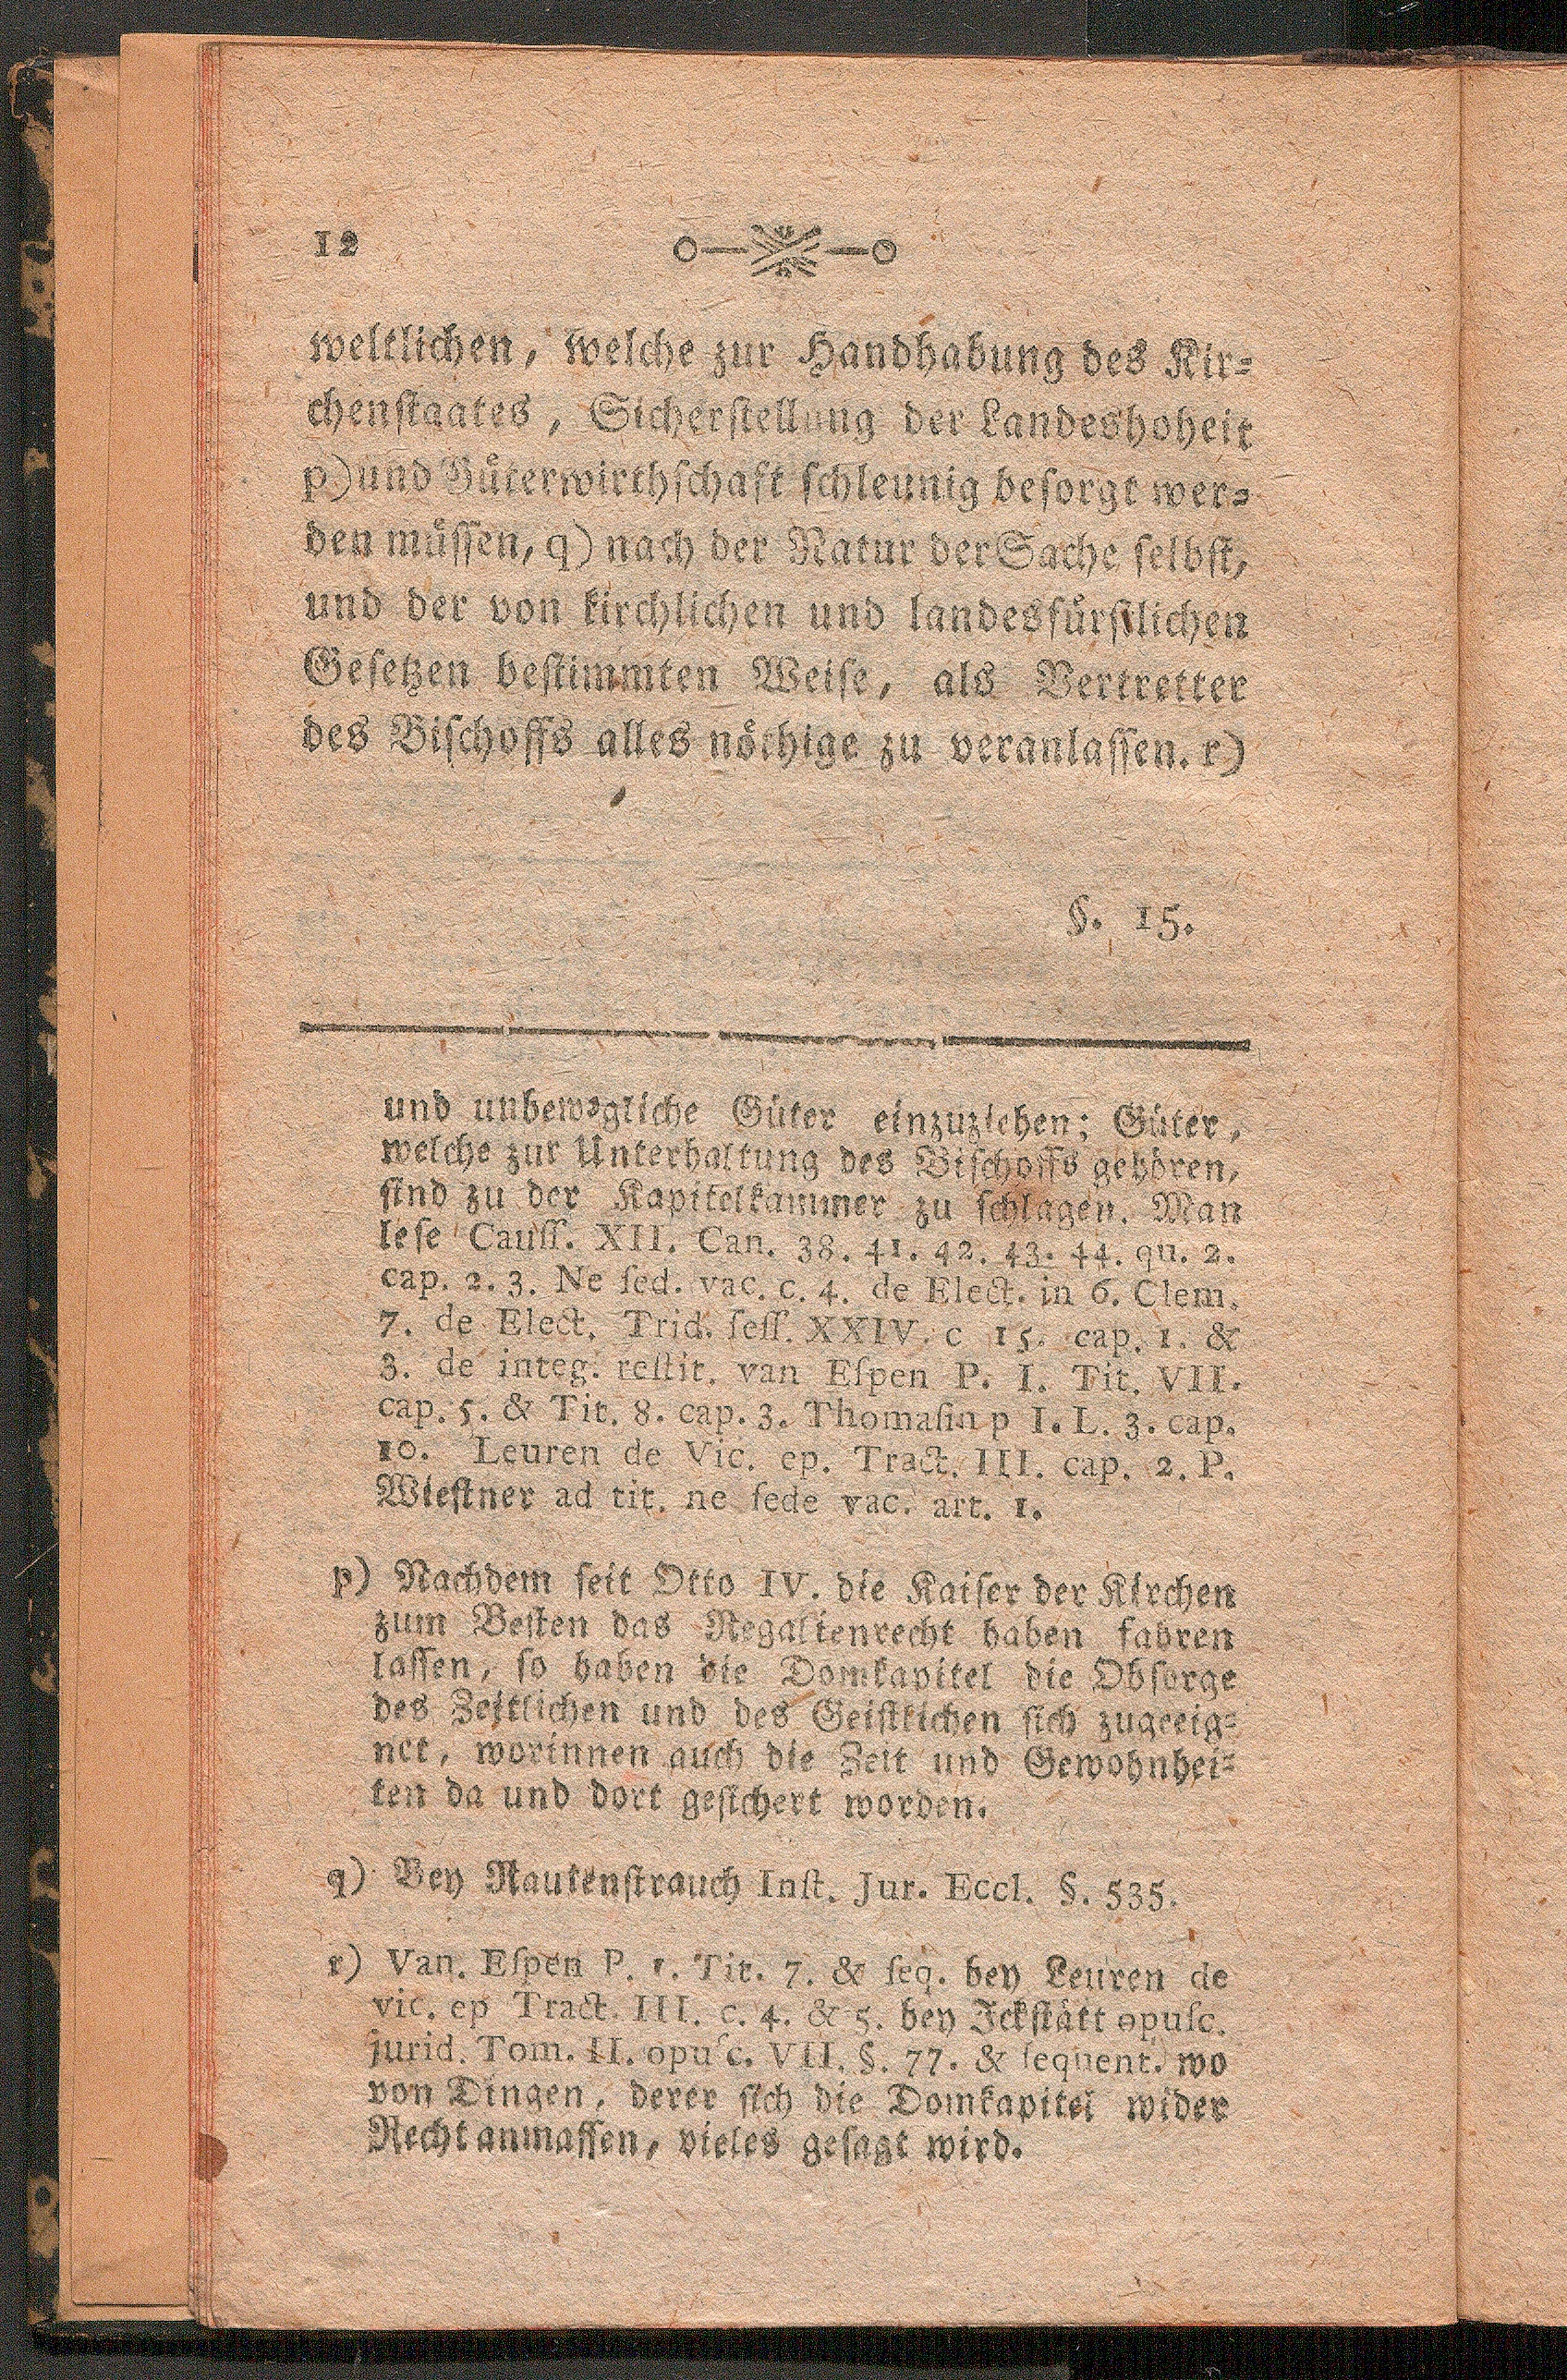 12
weltlichen, welche zur Handhabung des Kir=
chenstaates, Sicherstellung der Landeshoheit
p) und Güterwirthschaft schleunig besorgt wer=
den müssen, q) nach der Natur der Sache selbst,
und der von kirchlichen und landesfürstlichen
Gesetzen bestimmten Weise, als Vertretter
des Bischoffs alles nöthige zu veranlassen. r)
§. 15.
und unbewegliche Güter einzuziehen; Güter,
welche zur Unterhaltung des Bischoffs gehören,
sind zu der Kapitelkammer zu schlagen. Man
lese Cauſſ. XII. Can. 38. 41. 42. 43. 44. qu. 2.
cap. 2. 3. Ne ſed. vac. c. 4. de Elect. in 6. Clem.
7. de Elect. Trid. ſeſſ. XXIV. c 15. cap. 1. &
3. de integ. reſtit. van Eſpen P. I. Tit. VII.
cap. 5. & Tit. 8. cap. 3. Thomaſin p I. L. 3. cap.
10. Leuren de Vic. ep. Tract. III. cap. 2. P.
Wiestner ad tit. ne ſede vac. art. 1.
p) Nachdem seit Otto IV. die Kaiser der Kirchen
zum Besten das Regalienrecht haben fahren
lassen, so haben die Domkapitel die Obsorge
des Zeitlichen und des Geistlichen sich zugeeig=
net, worinnen auch die Zeit und Gewohnhei=
ten da und dort gesichert worden.
q) Bey Rautenstrauch Inſt. Jur. Eccl. §. 535.
r) Van. Eſpen P. 1. Tit. 7. & ſeq. bey Leuren de
vic. ep Tract. III. c. 4. & 5. bey Ickstätt opuſc.
jurid. Tom. II. opuſc. VII. §. 77. & ſequent. wo
von Dingen, derer sich die Domkapitel wider
Recht anmassen, vieles gesagt wird.